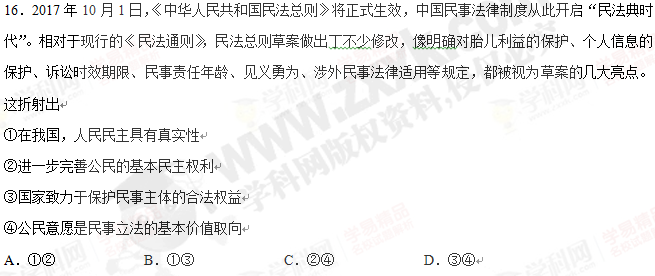 16. 2017年10月1日，《中华人民共和国民法总则》将正式生效，中国民事法律制度从此开启“民法典时
代”。相对于现行的《民法通则》，民法总则草案做出了不少修改，像明确对胎儿利益的保护、个人信息的
保护、诉讼时效期限、民事责任年龄、见义勇为、涉外民事法律适用等规定，都被视为草案的几大亮点。
这折射出
①在我国，人民民主具有真实性
②进一步完善公民的基本民主权利
③国家致力于保护民事主体的合法权益
④公民意愿是民事立法的基本价值取向
A. ①② B. ①③ C. ②④ D. ③④